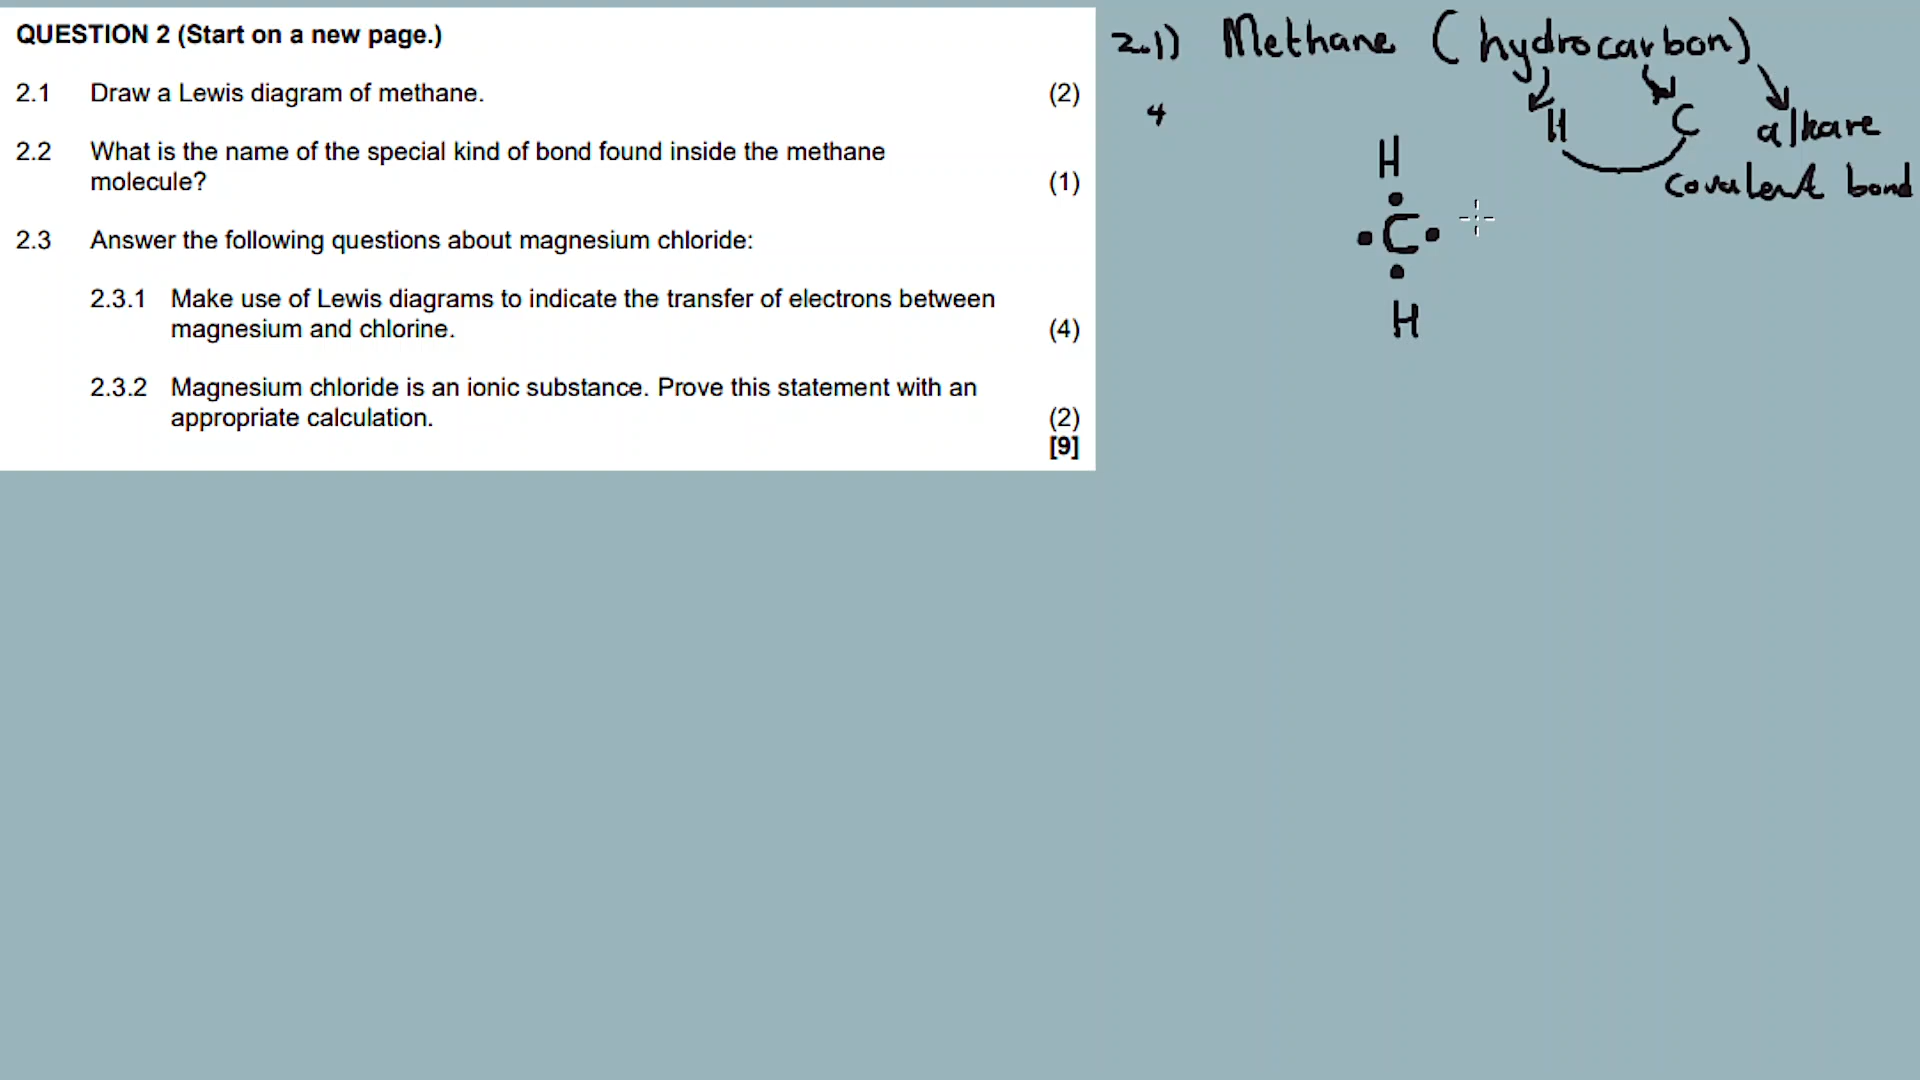 QUESTION 2 (Start on a new page.)
2.1 Draw a Lewis diagram of methane. (2)
2.2 What is the name of the special kind of bond found inside the methane
molecule? (1)
2.3 Answer the following questions about magnesium chloride:
2.3.1 Make use of Lewis diagrams to indicate the transfer of electrons between
magnesium and chlorine. (4)
2.3.2 Magnesium chloride is an ionic substance. Prove this statement with an
appropriate calculation. (2)
[9]
2.1) Methane (hydrocarbon)
4 H C alkane
covalent bond
H
C
H